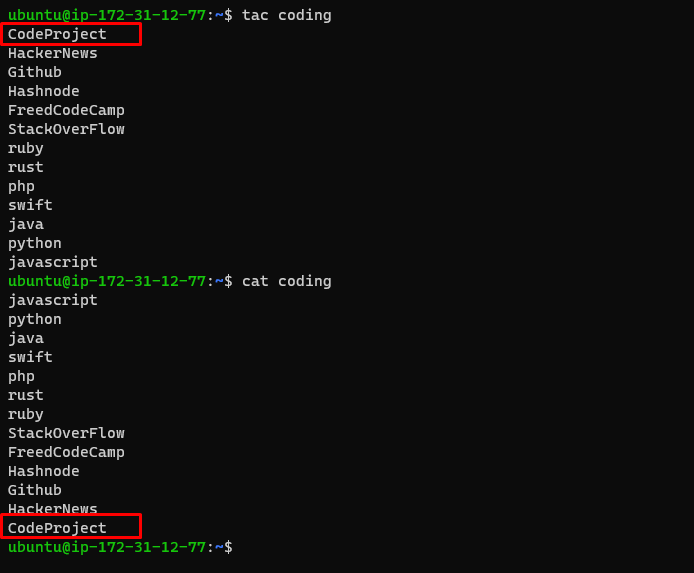 ubuntu@ip-172-31-12-77:~$ tac coding
CodeProject
HackerNews
Github
Hashnode
FreedCodeCamp
StackOverFlow
ruby
rust
php
swift
java
python
javascript
ubuntu@ip-172-31-12-77:~$ cat coding
javascript
python
java
swift
php
rust
ruby
StackOverFlow
FreedCodeCamp
Hashnode
Github
HackerNews
CodeProject
ubuntu@ip-172-31-12-77:~$